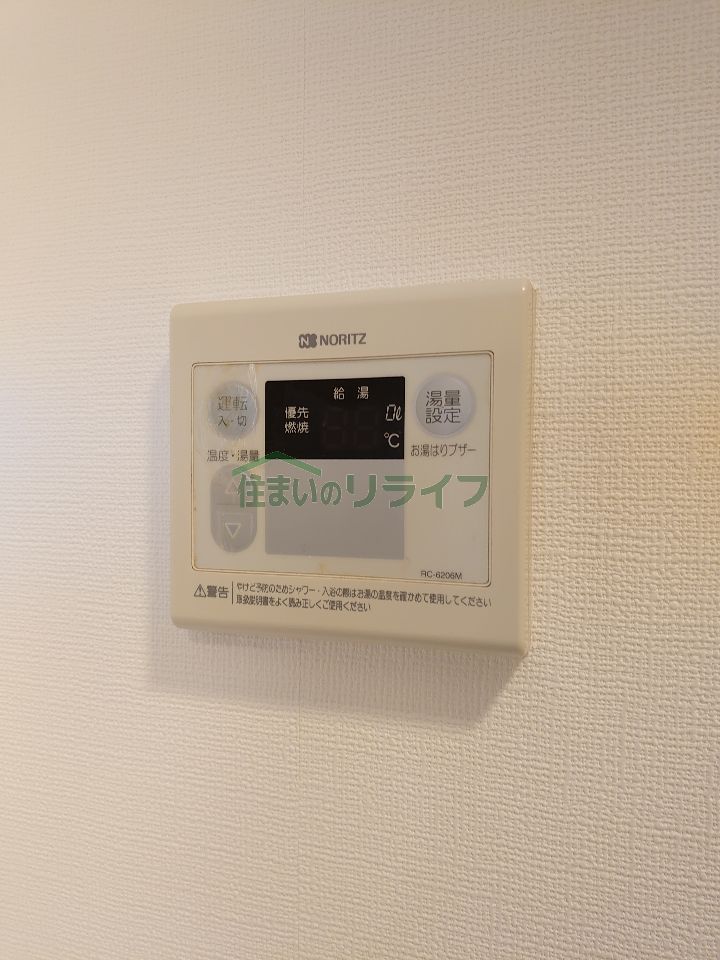 NORITZ
運転
入・切
給湯
優先
燃焼
0ℓ
℃
湯量
設定
温度・湯量
お湯はりブザー
住まいのリライフ
RC-6206M
警告
やけど予防のためシャワー・入浴の際はお湯の温度を確かめて使用してください
取扱説明書をよく読み正しくご使用ください